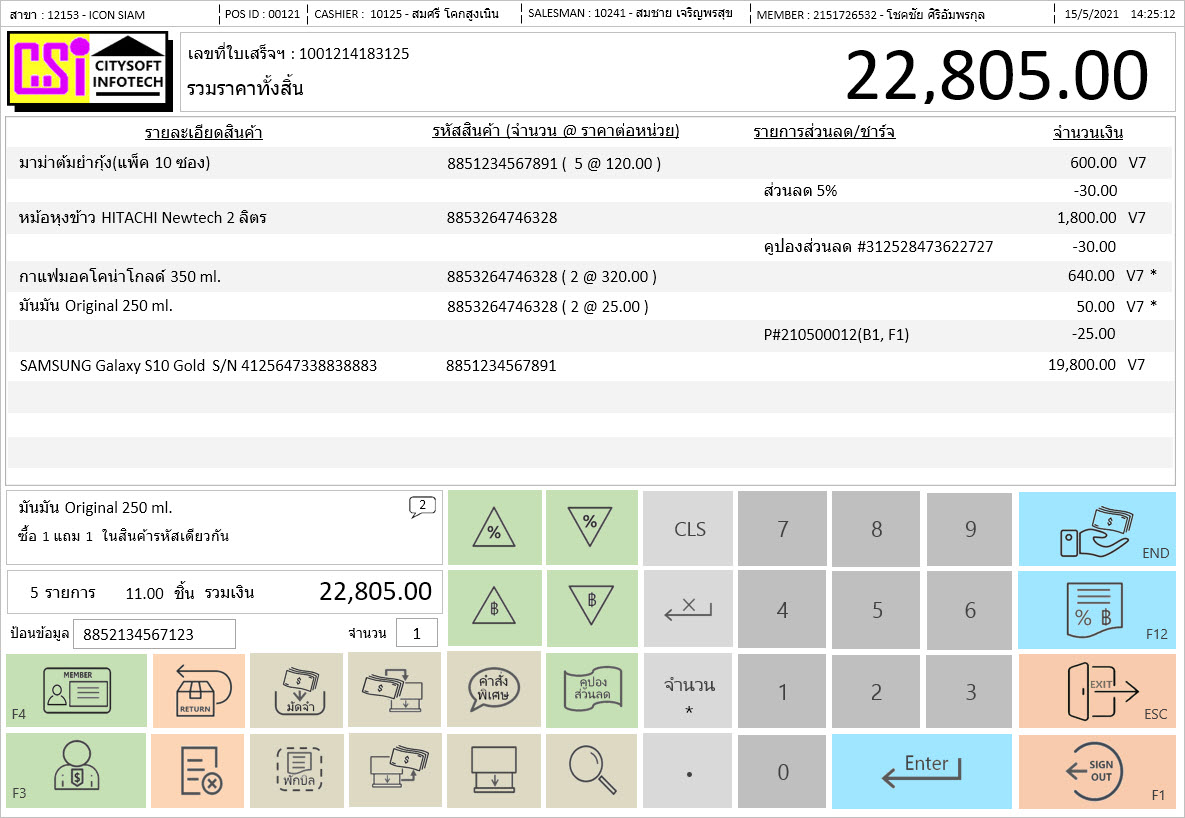 สาขา : 12153 - ICON SIAM POS ID : 00121 CASHIER : 10125 - สมศรี โคกสูงเนิน SALESMAN : 10241 - สมชาย เจริญพรสุข MEMBER : 2151726532 - โชคชัย ศิริอัมพรกุล 15/5/2021 14:25:12
CSi CITYSOFT INFOTECH
เลขที่ใบเสร็จฯ : 1001214183125
รวมราคาทั้งสิ้น 22,805.00
รายละเอียดสินค้า รหัสสินค้า (จำนวน @ ราคาต่อหน่วย) รายการส่วนลด/ชาร์จ จำนวนเงิน
มาม่าต้มยำกุ้ง(แพ็ค 10 ซอง) 8851234567891 ( 5 @ 120.00 ) 600.00 V7
ส่วนลด 5% -30.00
หม้อหุงข้าว HITACHI Newtech 2 ลิตร 8853264746328 1,800.00 V7
คูปองส่วนลด #312528473622727 -30.00
กาแฟมอคโคน่าโกลด์ 350 ml. 8853264746328 ( 2 @ 320.00 ) 640.00 V7 *
มันมัน Original 250 ml. 8853264746328 ( 2 @ 25.00 ) 50.00 V7 *
P#210500012(B1, F1) -25.00
SAMSUNG Galaxy S10 Gold S/N 4125647338838883 8851234567891 19,800.00 V7
มันมัน Original 250 ml. 2
ซื้อ 1 แถม 1 ในสินค้ารหัสเดียวกัน
5 รายการ 11.00 ชิ้น รวมเงิน 22,805.00
ป้อนข้อมูล 8852134567123 จำนวน 1
% % CLS 7 8 9 END
฿ ฿ X 4 5 6 % ฿ F12
MEMBER F4 RETURN มัดจำ คำสั่งพิเศษ คูปองส่วนลด จำนวน * 1 2 3 EXIT ESC
$ F3 พักบิล . 0 Enter SIGN OUT F1